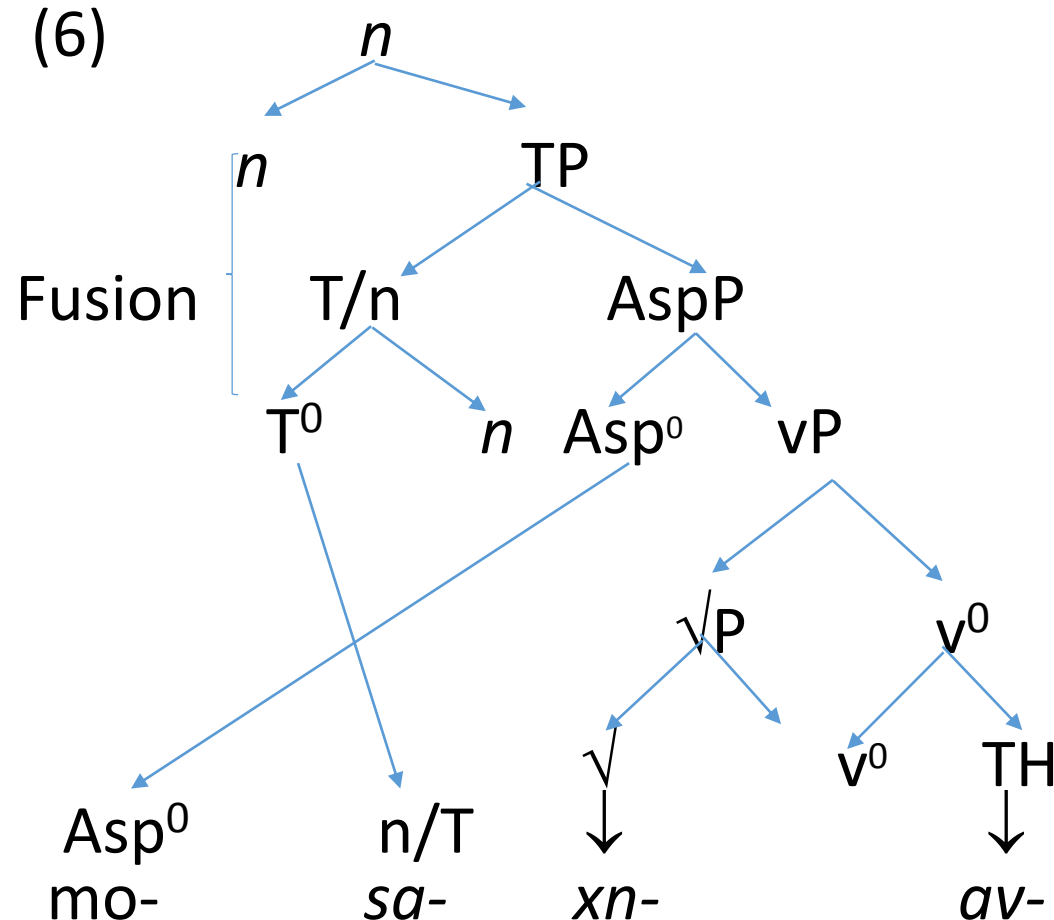 (6) n
n TP
Fusion T/n AspP
T⁰ n Asp⁰ vP
√P v⁰
√ v⁰ TH
Asp⁰ n/T
mo- sa- xn- av-